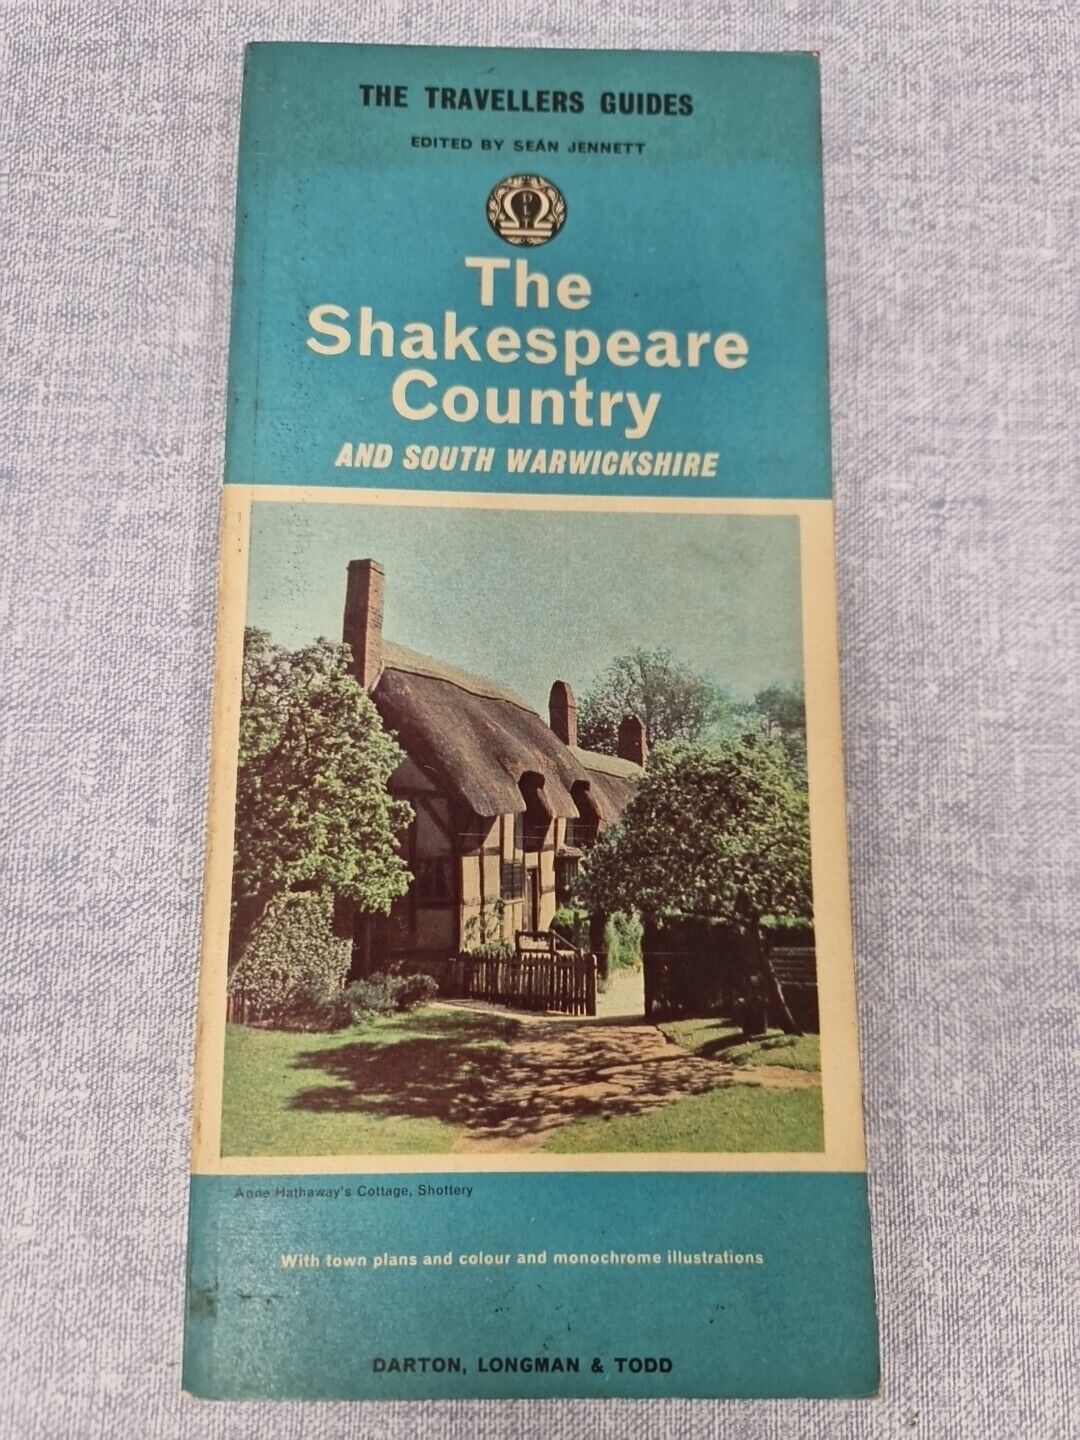 THE TRAVELLERS GUIDES
EDITED BY SEÁN JENNETT
DLT
The
Shakespeare
Country
AND SOUTH WARWICKSHIRE
Anne Hathaway's Cottage, Shottery
With town plans and colour and monochrome illustrations
DARTON, LONGMAN & TODD